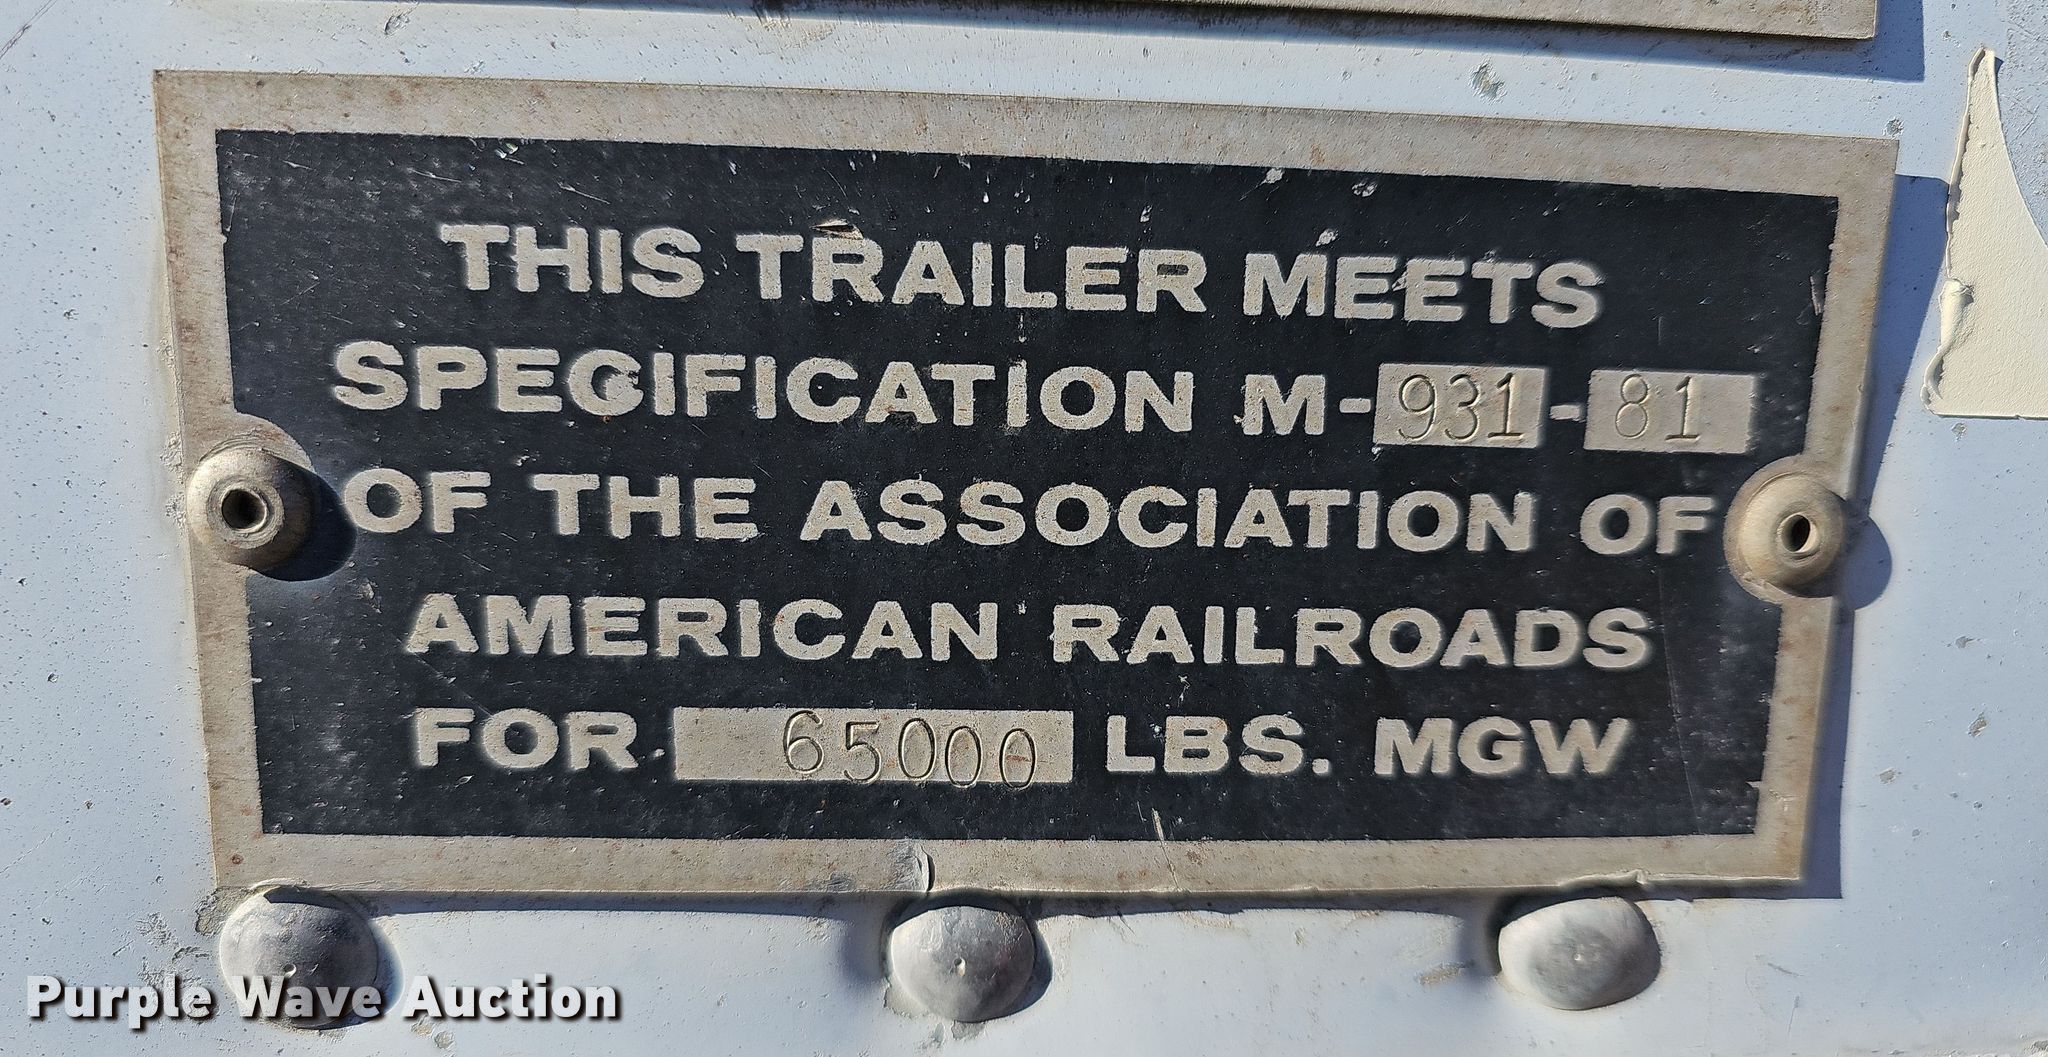 THIS TRAILER MEETS
SPECIFICATION M-931-81
OF THE ASSOCIATION OF
AMERICAN RAILROADS
FOR 65000 LBS. MGW
Purple Wave Auction